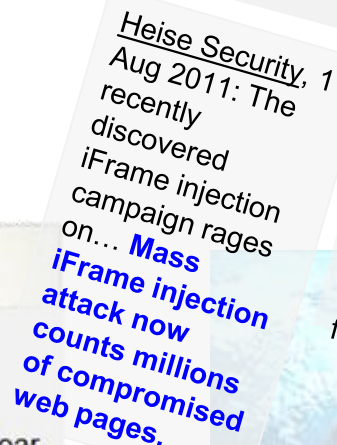 Heise Security, 1
Aug 2011: The
recently
discovered
iFrame injection
campaign rages
on… Mass
iFrame injection
attack now
counts millions
of compromised
web pages.